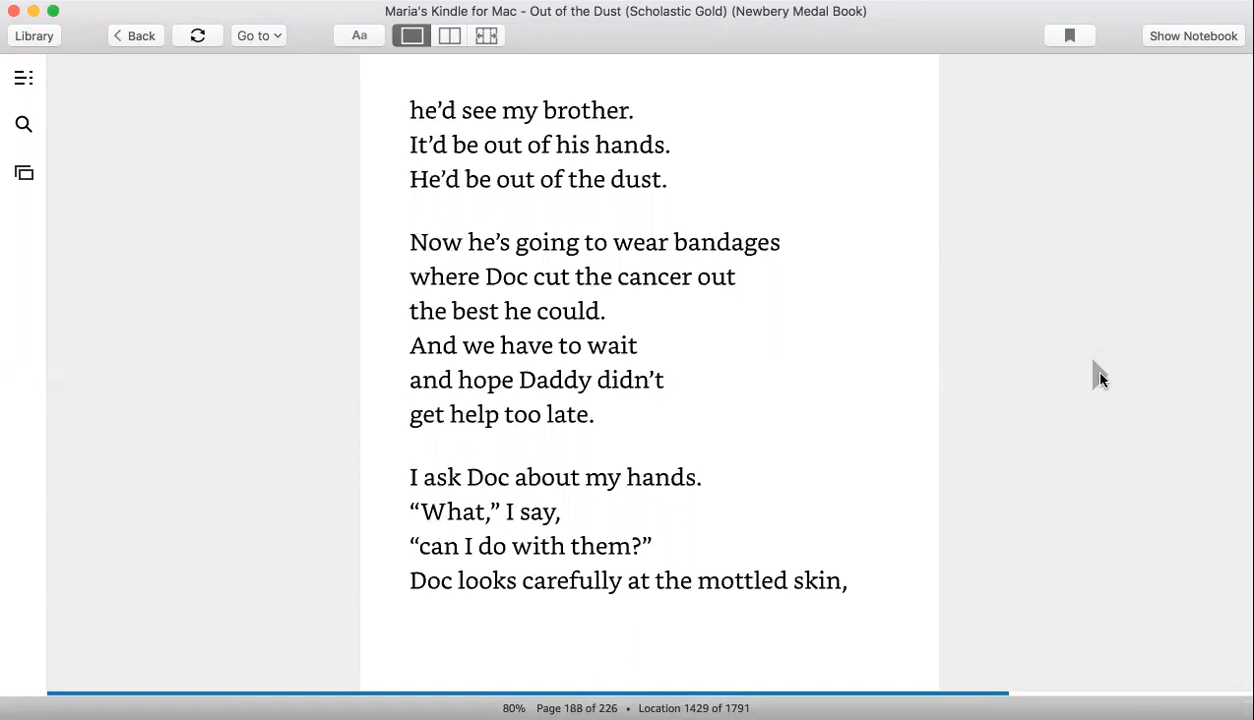 Maria's Kindle for Mac - Out of the Dust (Scholastic Gold) (Newbery Medal Book)
Library
Back
Go to
Aa
Show Notebook
he’d see my brother.
It’d be out of his hands.
He’d be out of the dust.
Now he’s going to wear bandages
where Doc cut the cancer out
the best he could.
And we have to wait
and hope Daddy didn’t
get help too late.
I ask Doc about my hands.
“What,” I say,
“can I do with them?”
Doc looks carefully at the mottled skin,
80% Page 188 of 226 • Location 1429 of 1791